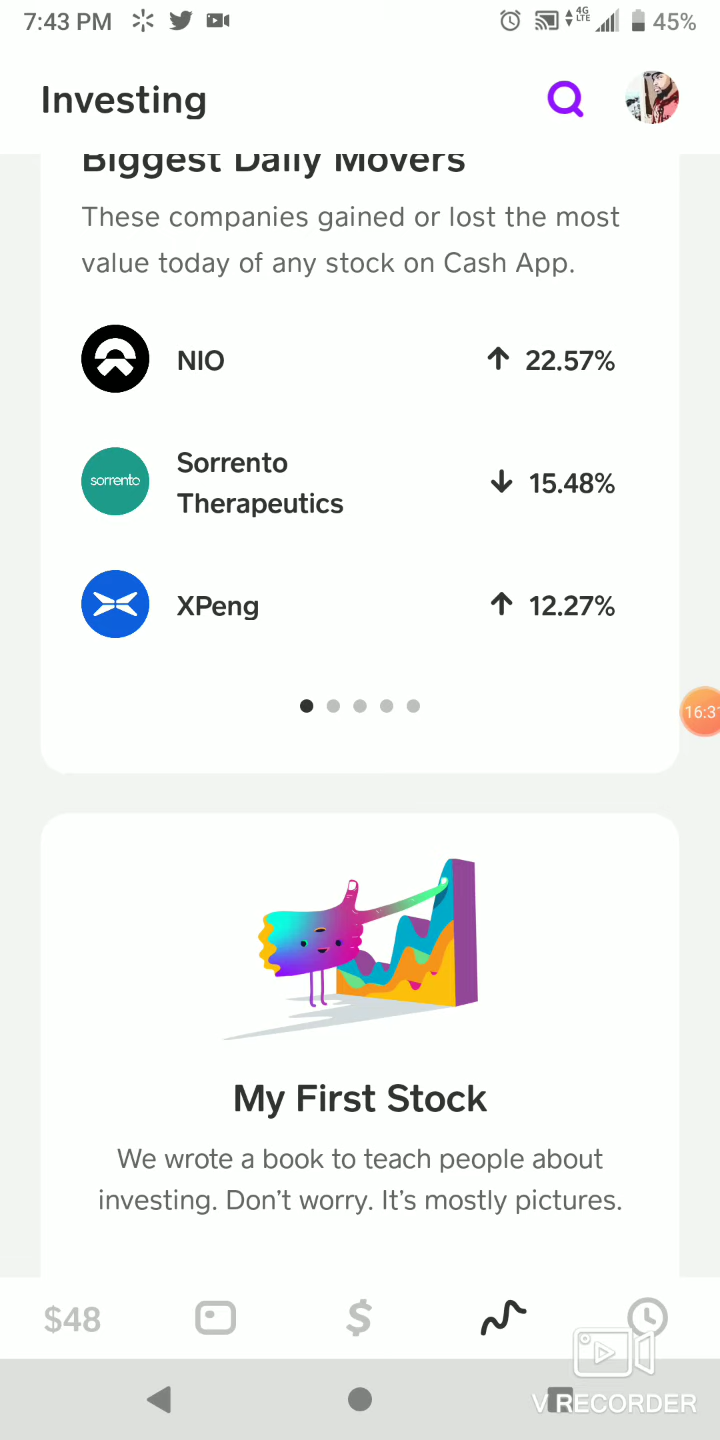 7:43 PM
4G
LTE
45%
Investing
Biggest Daily Movers
These companies gained or lost the most
value today of any stock on Cash App.
NIO
↑ 22.57%
sorrento
Sorrento
Therapeutics
↓ 15.48%
XPeng
↑ 12.27%
My First Stock
We wrote a book to teach people about
investing. Don't worry. It's mostly pictures.
$48
$
V RECORDER